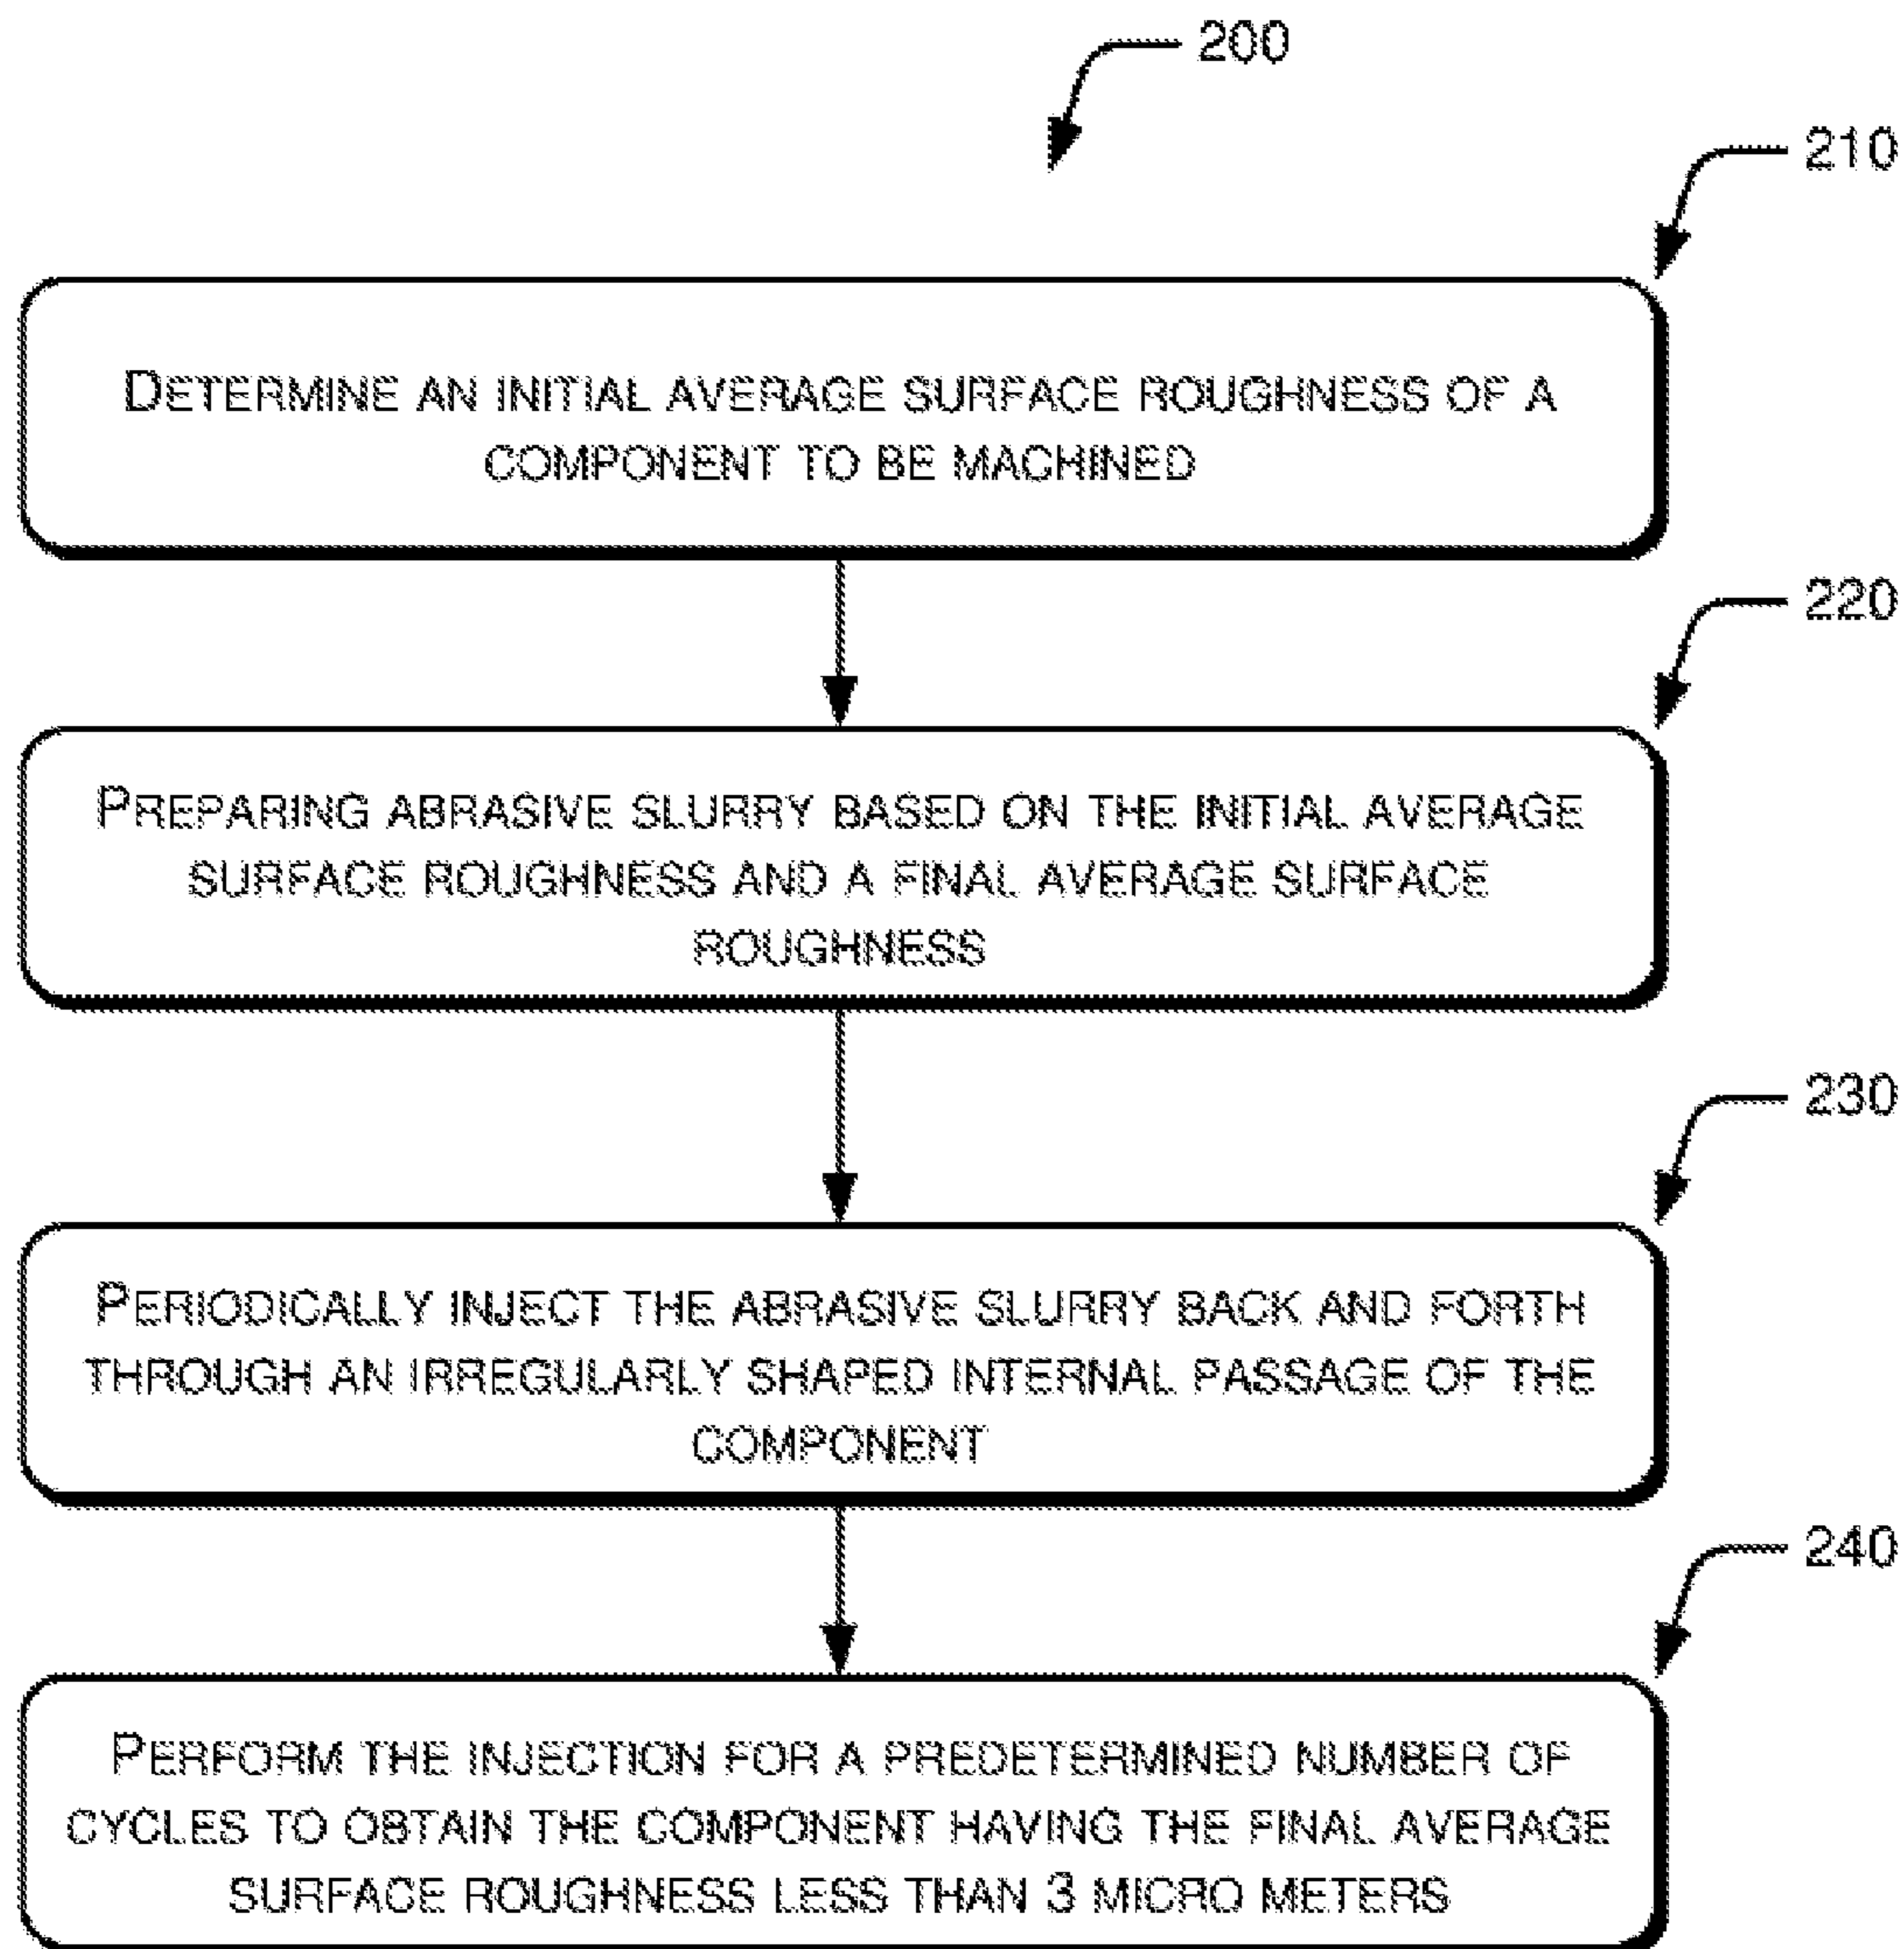 200
210
DETERMINE AN INITIAL AVERAGE SURFACE ROUGHNESS OF A
COMPONENT TO BE MACHINED
220
PREPARING ABRASIVE SLURRY BASED ON THE INITIAL AVERAGE
SURFACE ROUGHNESS AND A FINAL AVERAGE SURFACE
ROUGHNESS
230
PERIODICALLY INJECT THE ABRASIVE SLURRY BACK AND FORTH
THROUGH AN IRREGULARLY SHAPED INTERNAL PASSAGE OF THE
COMPONENT
240
PERFORM THE INJECTION FOR A PREDETERMINED NUMBER OF
CYCLES TO OBTAIN THE COMPONENT HAVING THE FINAL AVERAGE
SURFACE ROUGHNESS LESS THAN 3 MICRO METERS